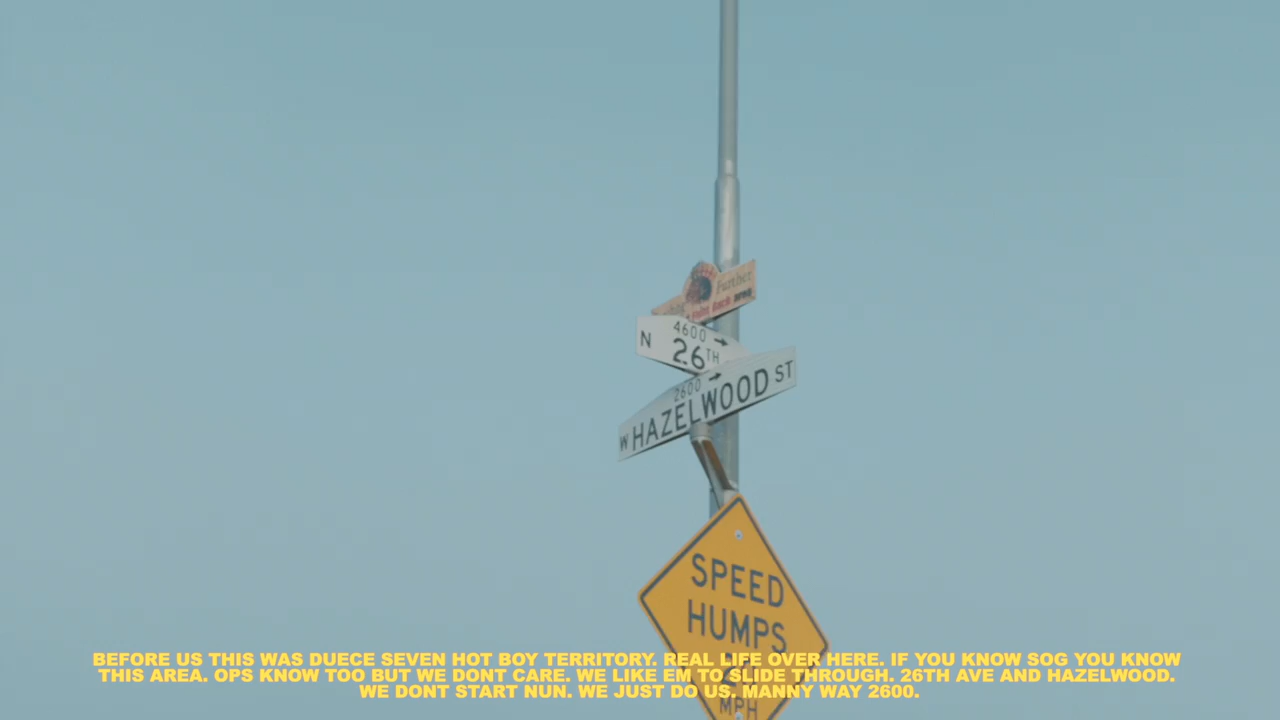 Further
N 4600
26TH
2600
W HAZELWOOD ST
SPEED
HUMPS
MPH
BEFORE US THIS WAS DUECE SEVEN HOT BOY TERRITORY. REAL LIFE OVER HERE. IF YOU KNOW SOG YOU KNOW
THIS AREA. OPS KNOW TOO BUT WE DONT CARE. WE LIKE EM TO SLIDE THROUGH. 26TH AVE AND HAZELWOOD.
WE DONT START NUN. WE JUST DO US. MANNY WAY 2600.